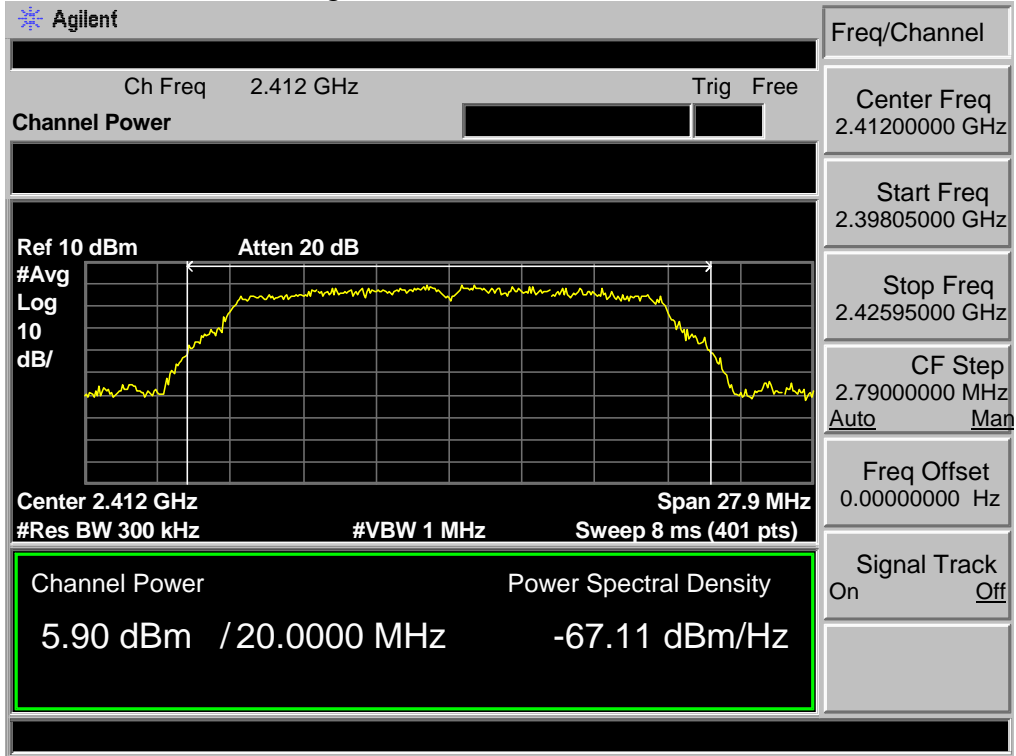 Agilent
Freq/Channel
Ch Freq 2.412 GHz Trig Free
Channel Power
Center Freq
2.41200000 GHz
Start Freq
2.39805000 GHz
Stop Freq
2.42595000 GHz
CF Step
2.79000000 MHz
Auto Man
Freq Offset
0.00000000 Hz
Signal Track
On Off
Ref 10 dBm Atten 20 dB
#Avg
Log
10
dB/
Center 2.412 GHz Span 27.9 MHz
#Res BW 300 kHz #VBW 1 MHz Sweep 8 ms (401 pts)
Channel Power Power Spectral Density
5.90 dBm / 20.0000 MHz -67.11 dBm/Hz